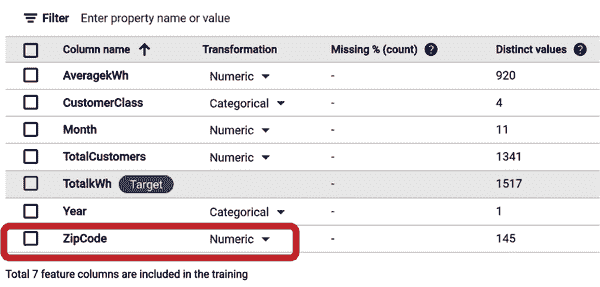 Filter Enter property name or value
Column name Transformation Missing % (count) ? Distinct values ?
AveragekWh Numeric - 920
CustomerClass Categorical - 4
Month Numeric - 11
TotalCustomers Numeric - 1341
TotalkWh Target - 1517
Year Categorical - 1
ZipCode Numeric - 145
Total 7 feature columns are included in the training